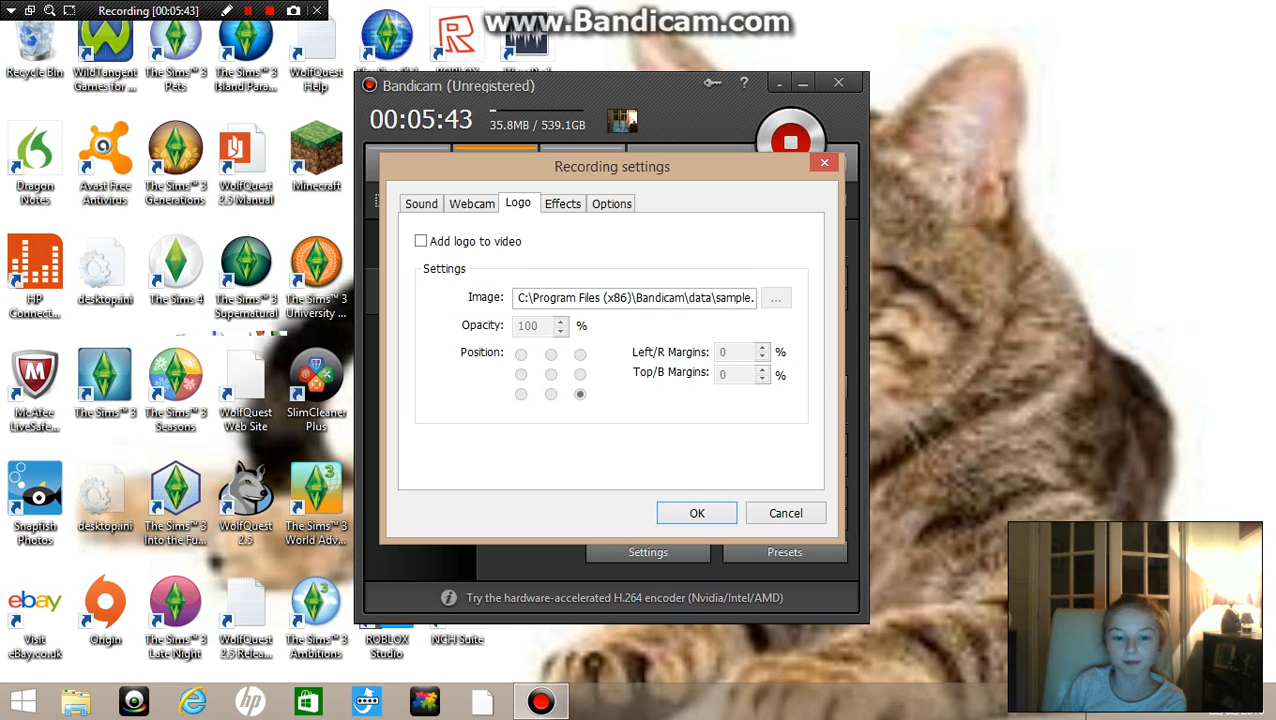 Recording [00:05:43]
www.Bandicam.com
Recycle Bin
WildTangent Games for ...
The Sims™ 3 Pets
The Sims™ 3 Island Para...
WolfQuest Help
Bandicam (Unregistered)
00:05:43
35.8MB / 539.1GB
Dragon Notes
Avast Free Antivirus
The Sims™ 3 Generations
WolfQuest 2.5 Manual
Minecraft
Recording settings
Sound
Webcam
Logo
Effects
Options
Add logo to video
Settings
Image:
C:\Program Files (x86)\Bandicam\data\sample.
...
Opacity:
100
%
Position:
Left/R Margins:
0
%
Top/B Margins:
0
%
OK
Cancel
HP Connect...
desktop.ini
The Sims 4
The Sims™ 3 Supernatural
The Sims™ 3 University ...
McAfee LiveSafe...
The Sims™ 3
The Sims™ 3 Seasons
WolfQuest Web Site
SlimCleaner Plus
Snapfish Photos
desktop.ini
The Sims™ 3 Into the Fu...
WolfQuest 2.5
The Sims™ 3 World Adv...
Settings
Presets
Try the hardware-accelerated H.264 encoder (Nvidia/Intel/AMD)
ebay
Visit eBay.co.uk
Origin
The Sims™ 3 Late Night
WolfQuest 2.5 Relea...
The Sims™ 3 Ambitions
ROBLOX Studio
NCH Suite